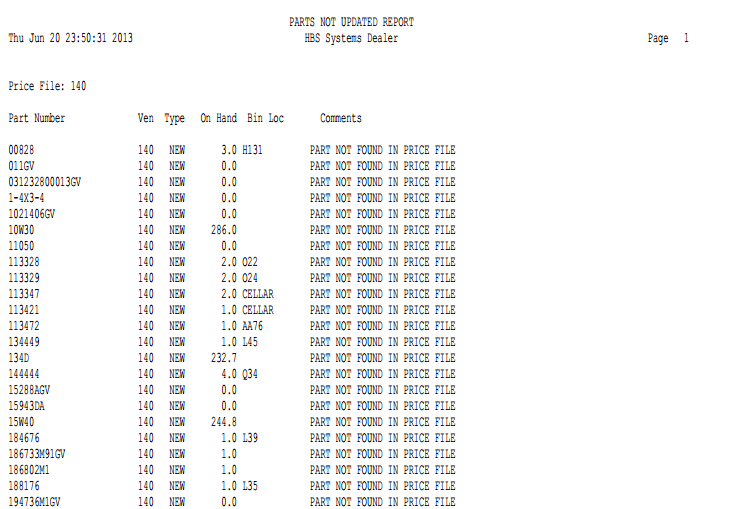 PARTS NOT UPDATED REPORT
Thu Jun 20 23:50:31 2013 HBS Systems Dealer Page 1
Price File: 140
Part Number Ven Type On Hand Bin Loc Comments
00828 140 NEW 3.0 H131 PART NOT FOUND IN PRICE FILE
011GV 140 NEW 0.0 PART NOT FOUND IN PRICE FILE
031232800013GV 140 NEW 0.0 PART NOT FOUND IN PRICE FILE
1-4X3-4 140 NEW 0.0 PART NOT FOUND IN PRICE FILE
1021406GV 140 NEW 0.0 PART NOT FOUND IN PRICE FILE
10W30 140 NEW 286.0 PART NOT FOUND IN PRICE FILE
11050 140 NEW 0.0 PART NOT FOUND IN PRICE FILE
113328 140 NEW 2.0 O22 PART NOT FOUND IN PRICE FILE
113329 140 NEW 2.0 O24 PART NOT FOUND IN PRICE FILE
113347 140 NEW 2.0 CELLAR PART NOT FOUND IN PRICE FILE
113421 140 NEW 1.0 CELLAR PART NOT FOUND IN PRICE FILE
113472 140 NEW 1.0 AA76 PART NOT FOUND IN PRICE FILE
134449 140 NEW 1.0 L45 PART NOT FOUND IN PRICE FILE
134D 140 NEW 232.7 PART NOT FOUND IN PRICE FILE
144444 140 NEW 4.0 Q34 PART NOT FOUND IN PRICE FILE
15288AGV 140 NEW 0.0 PART NOT FOUND IN PRICE FILE
15943DA 140 NEW 0.0 PART NOT FOUND IN PRICE FILE
15W40 140 NEW 244.8 PART NOT FOUND IN PRICE FILE
184676 140 NEW 1.0 L39 PART NOT FOUND IN PRICE FILE
186733M91GV 140 NEW 1.0 PART NOT FOUND IN PRICE FILE
186802M1 140 NEW 1.0 PART NOT FOUND IN PRICE FILE
188176 140 NEW 1.0 L35 PART NOT FOUND IN PRICE FILE
194736M1GV 140 NEW 0.0 PART NOT FOUND IN PRICE FILE